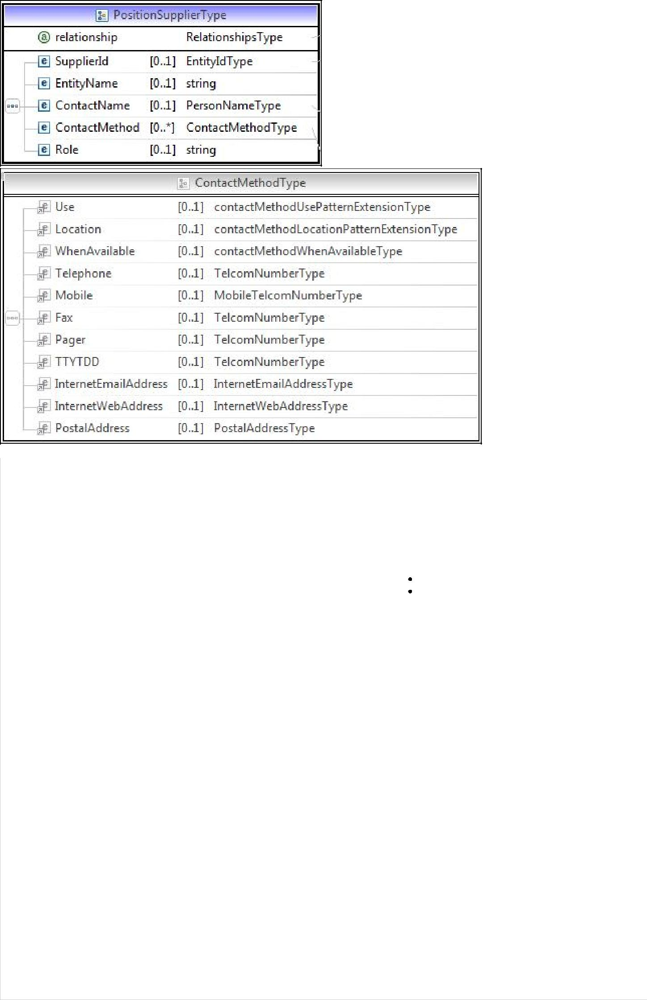 PositionSupplierType
a relationship RelationshipsType
e SupplierId [0..1] EntityIdType
e EntityName [0..1] string
e ContactName [0..1] PersonNameType
e ContactMethod [0..*] ContactMethodType
e Role [0..1] string
ContactMethodType
e Use [0..1] contactMethodUsePatternExtensionType
e Location [0..1] contactMethodLocationPatternExtensionType
e WhenAvailable [0..1] contactMethodWhenAvailableType
e Telephone [0..1] TelcomNumberType
e Mobile [0..1] MobileTelcomNumberType
e Fax [0..1] TelcomNumberType
e Pager [0..1] TelcomNumberType
e TTYTDD [0..1] TelcomNumberType
e InternetEmailAddress [0..1] InternetEmailAddressType
e InternetWebAddress [0..1] InternetWebAddressType
e PostalAddress [0..1] PostalAddressType